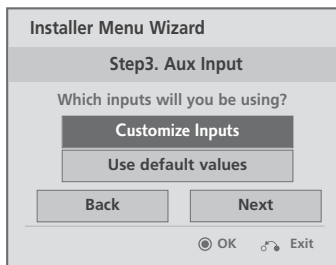 Installer Menu Wizard
Step3. Aux Input
Which inputs will you be using?
Customize Inputs
Use default values
Back Next
OK Exit